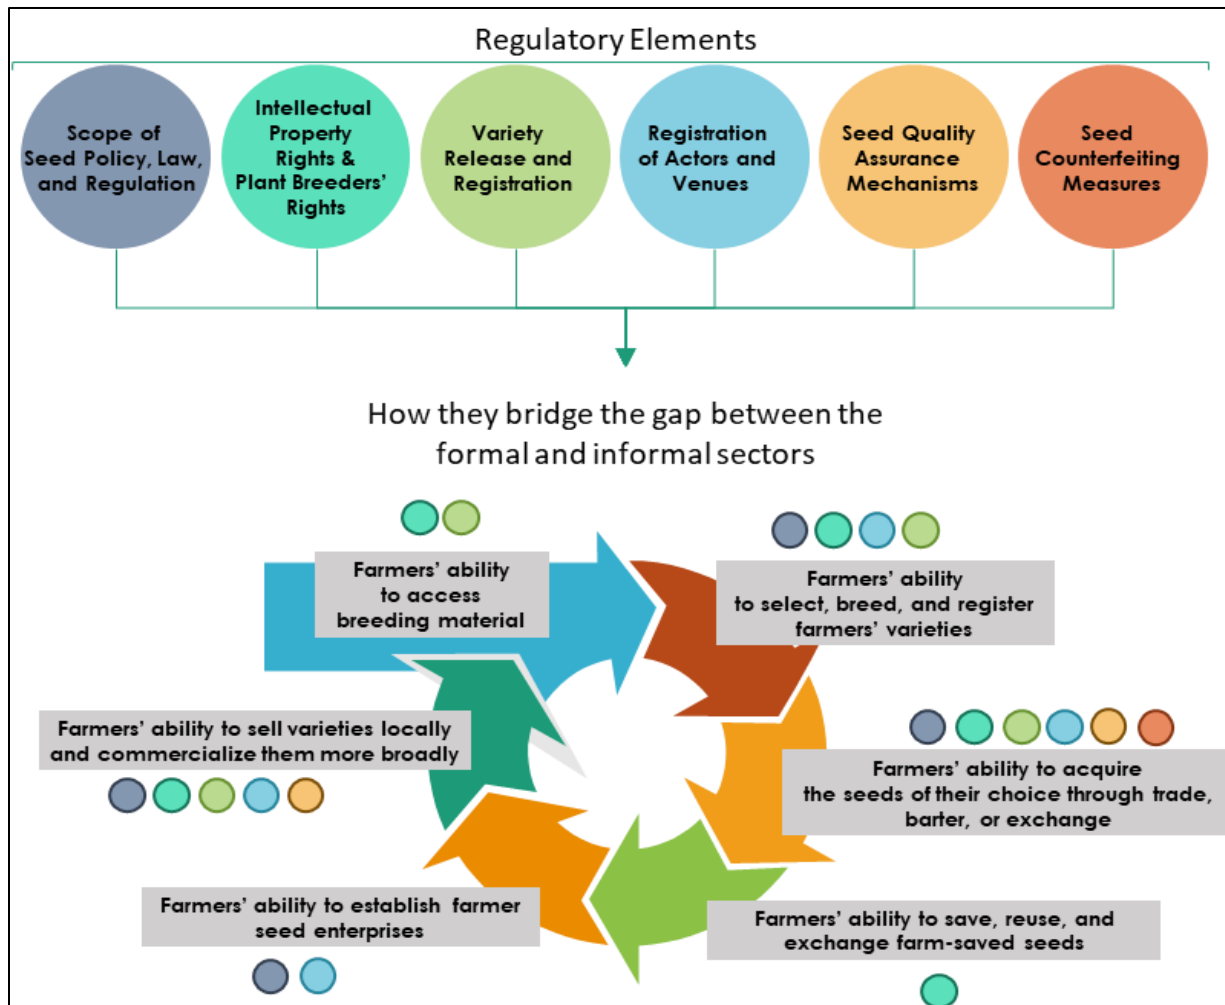 Regulatory Elements
Scope of
Seed Policy, Law,
and Regulation
Intellectual
Property
Rights &
Plant Breeders’
Rights
Variety
Release and
Registration
Registration
of Actors and
Venues
Seed Quality
Assurance
Mechanisms
Seed
Counterfeiting
Measures
How they bridge the gap between the
formal and informal sectors
Farmers’ ability
to access
breeding material
Farmers’ ability
to select, breed, and register
farmers’ varieties
Farmers’ ability to sell varieties locally
and commercialize them more broadly
Farmers’ ability to acquire
the seeds of their choice through trade,
barter, or exchange
Farmers’ ability to establish farmer
seed enterprises
Farmers’ ability to save, reuse, and
exchange farm-saved seeds